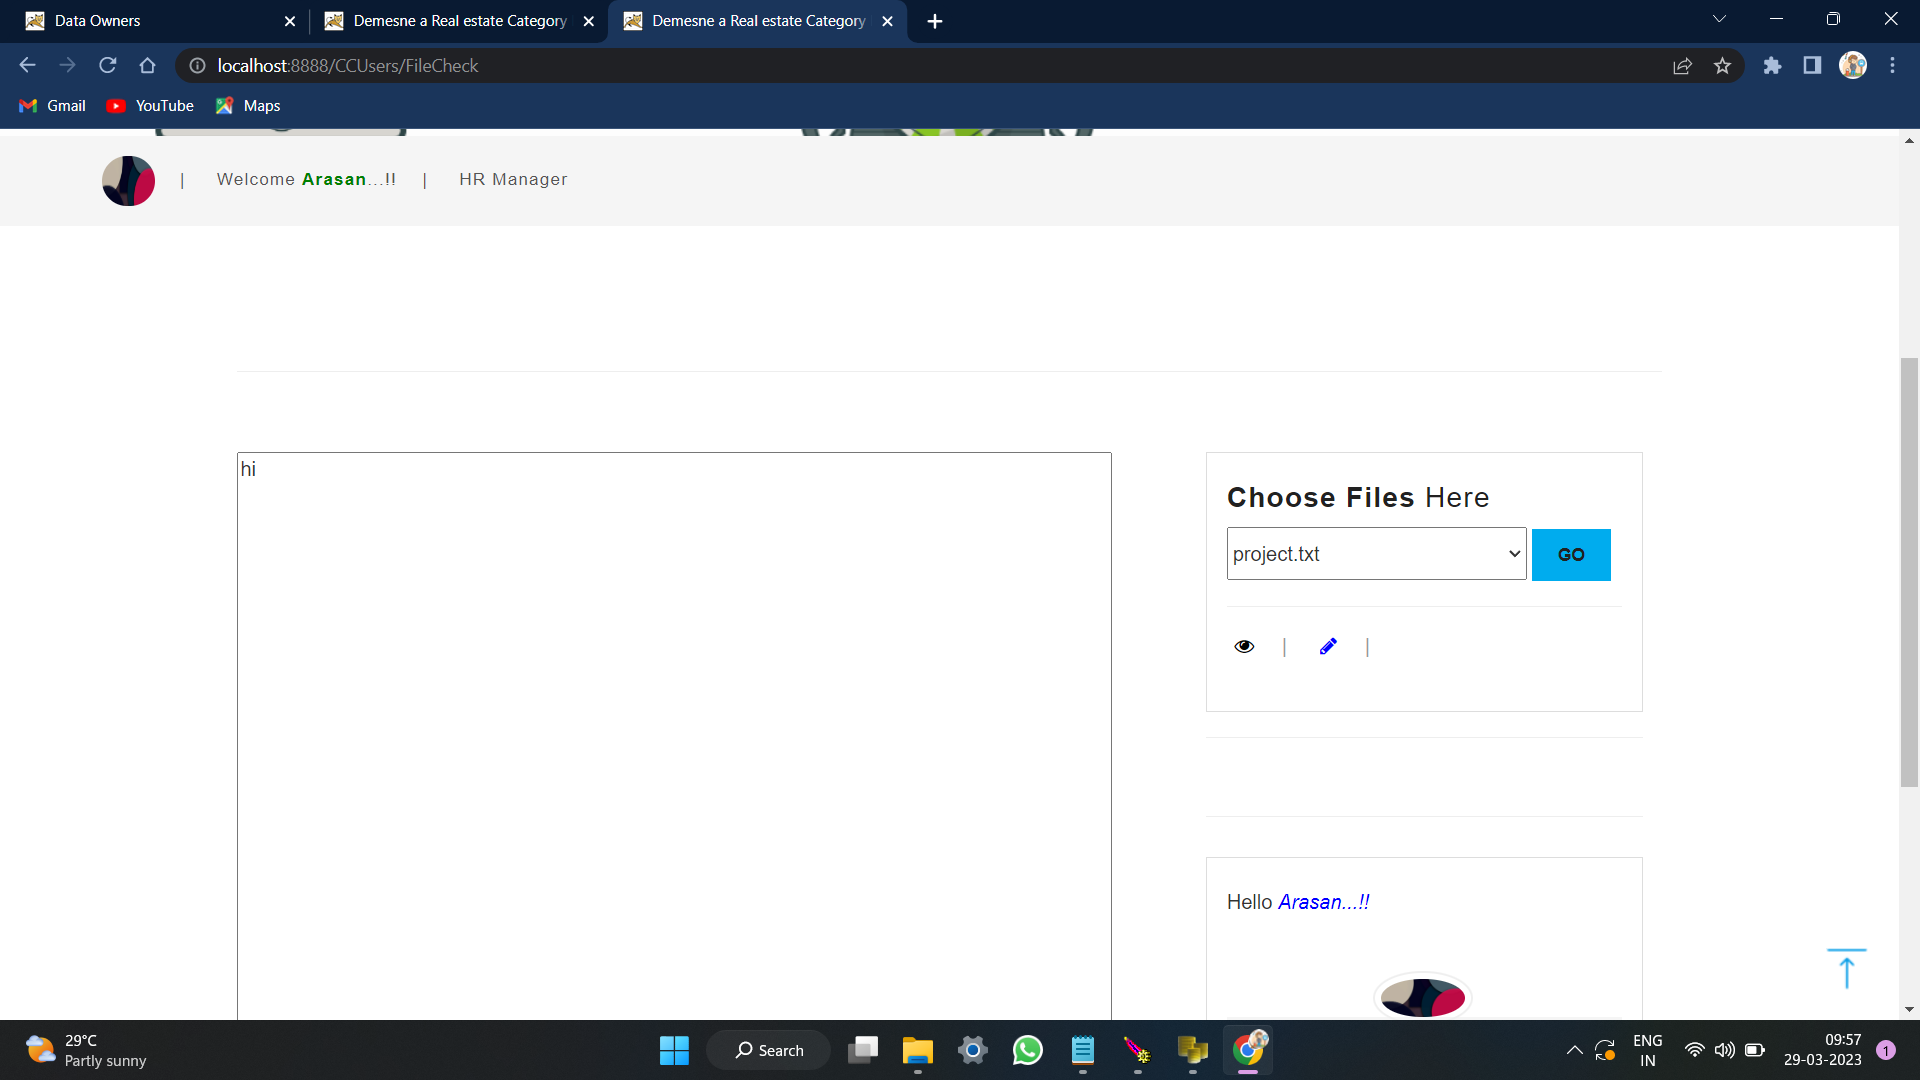 Data Owners
Demesne a Real estate Category
Demesne a Real estate Category
localhost:8888/CCUsers/FileCheck
Gmail
YouTube
Maps
| Welcome Arasan...!! | HR Manager
hi
Choose Files Here
project.txt
GO
| |
Hello Arasan...!!
29°C
Partly sunny
Search
ENG
IN
09:57
29-03-2023
1